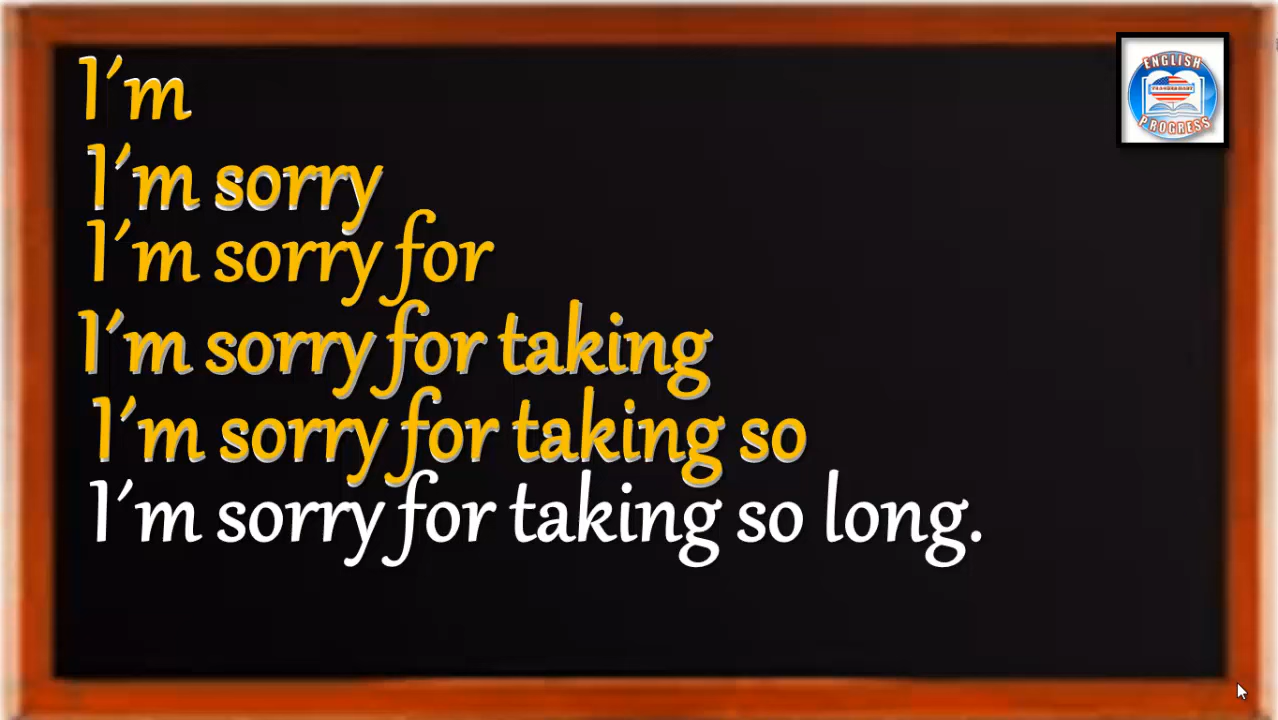 I´m
I´m sorry
I´m sorry for
I´m sorry for taking
I´m sorry for taking so
I´m sorry for taking so long.
ENGLISH
PROGRESS